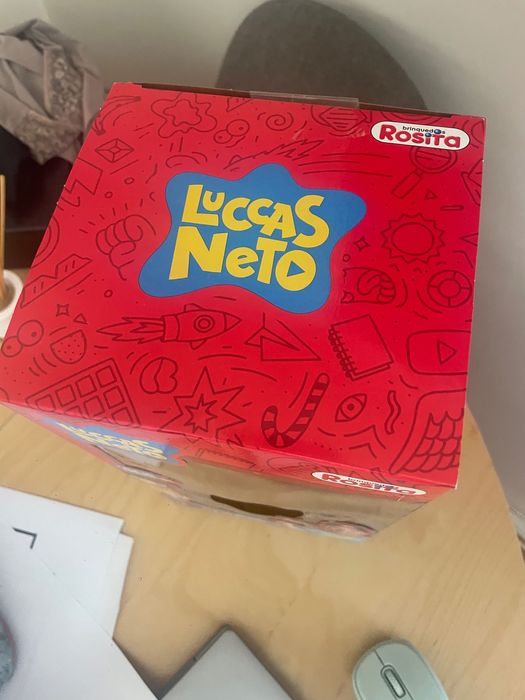 brinquedos
Rosita
LUCCAS
NeTO
Rosita